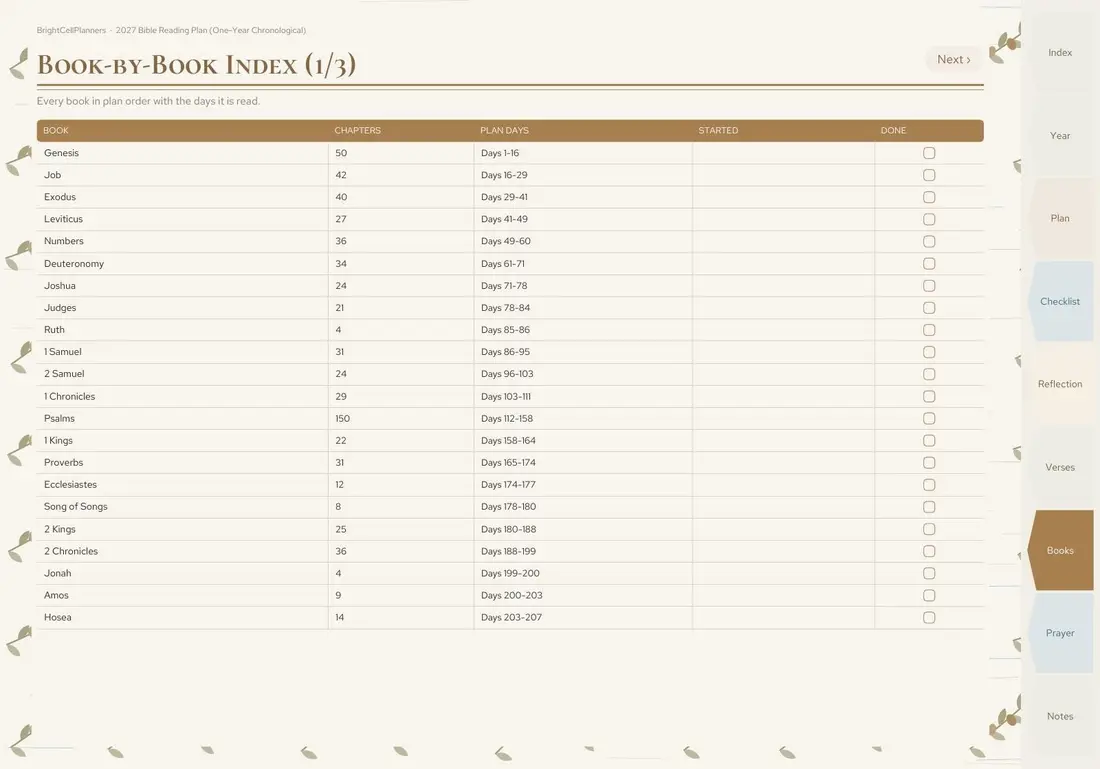 BrightCellPlanners · 2027 Bible Reading Plan (One-Year Chronological)
Book-by-Book Index (1/3)
Next ›
Every book in plan order with the days it is read.
BOOK CHAPTERS PLAN DAYS STARTED DONE
Genesis 50 Days 1-16
Job 42 Days 16-29
Exodus 40 Days 29-41
Leviticus 27 Days 41-49
Numbers 36 Days 49-60
Deuteronomy 34 Days 61-71
Joshua 24 Days 71-78
Judges 21 Days 78-84
Ruth 4 Days 85-86
1 Samuel 31 Days 86-95
2 Samuel 24 Days 96-103
1 Chronicles 29 Days 103-111
Psalms 150 Days 112-158
1 Kings 22 Days 158-164
Proverbs 31 Days 165-174
Ecclesiastes 12 Days 174-177
Song of Songs 8 Days 178-180
2 Kings 25 Days 180-188
2 Chronicles 36 Days 188-199
Jonah 4 Days 199-200
Amos 9 Days 200-203
Hosea 14 Days 203-207
Index
Year
Plan
Checklist
Reflection
Verses
Books
Prayer
Notes